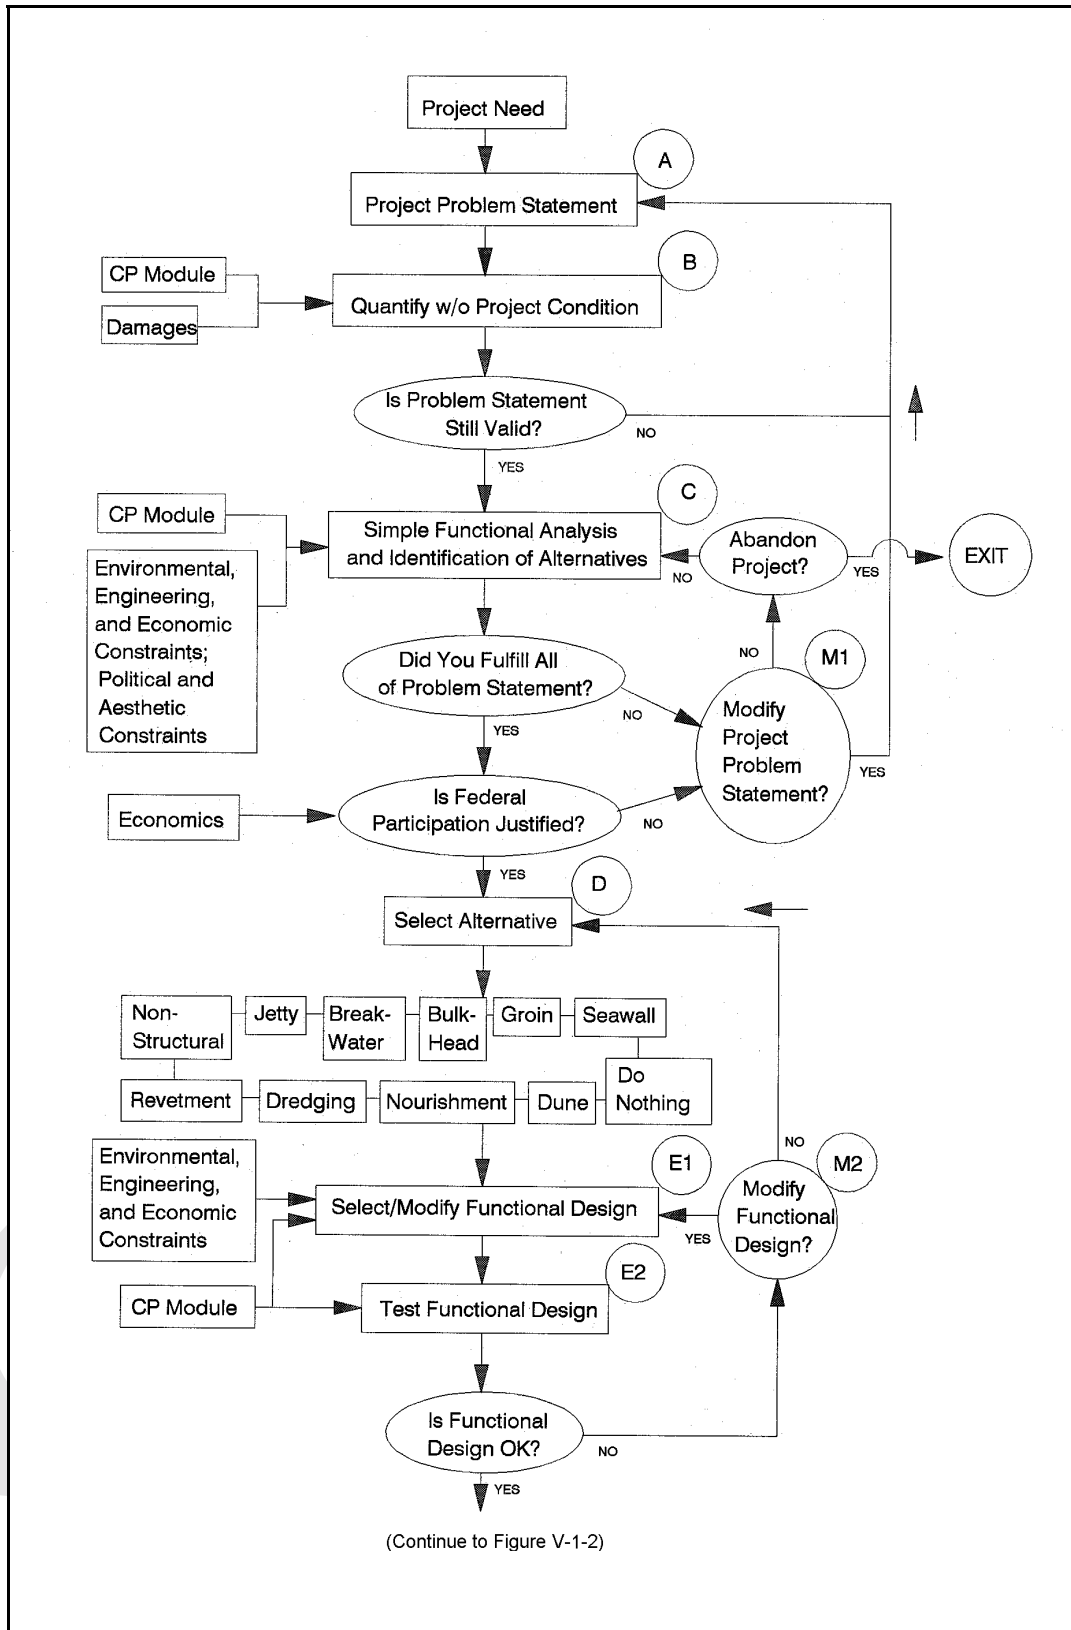 Project Need
A
Project Problem Statement
B
CP Module
Damages
Quantify w/o Project Condition
Is Problem Statement
Still Valid?
NO
YES
C
CP Module
Simple Functional Analysis
and Identification of Alternatives
Abandon
Project?
NO
YES
EXIT
Environmental,
Engineering,
and Economic
Constraints;
Political and
Aesthetic
Constraints
Did You Fulfill All
of Problem Statement?
NO
YES
NO
M1
Modify
Project
Problem
Statement?
YES
Economics
Is Federal
Participation Justified?
NO
YES
D
Select Alternative
Non-
Structural
Jetty
Break-
Water
Bulk-
Head
Groin
Seawall
Revetment
Dredging
Nourishment
Dune
Do
Nothing
Environmental,
Engineering,
and Economic
Constraints
E1
Select/Modify Functional Design
YES
NO
M2
Modify
Functional
Design?
E2
CP Module
Test Functional Design
Is Functional
Design OK?
NO
YES
(Continue to Figure V-1-2)